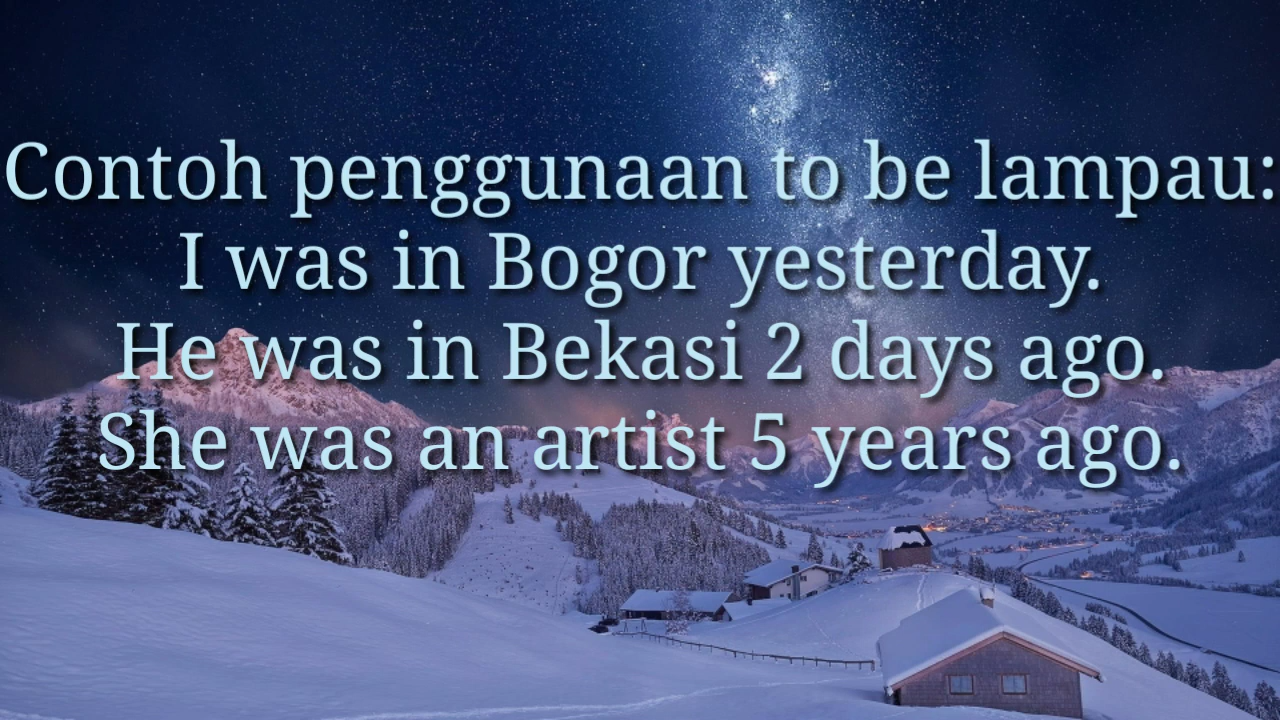 Contoh penggunaan to be lampau:
I was in Bogor yesterday.
He was in Bekasi 2 days ago.
She was an artist 5 years ago.